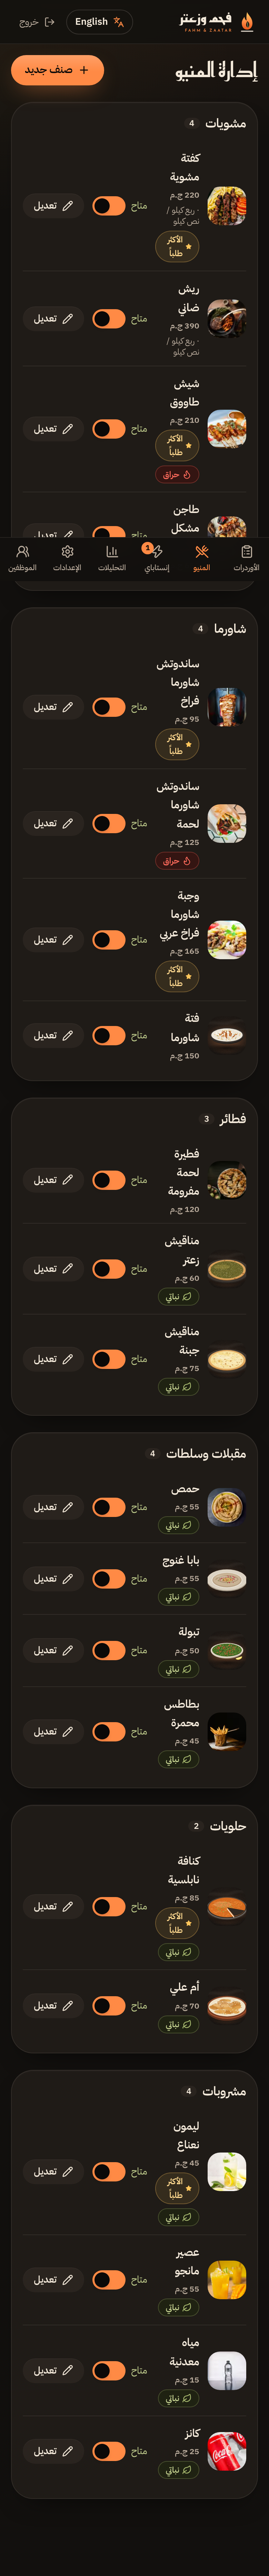 فحم وزعتر
FAHM & ZAATAR
English
خروج
إدارة المنيو
صنف جديد
مشويات 4
كفتة
مشوية
220 ج.م
· ربع كيلو /
نص كيلو
الأكثر
طلباً
متاح
تعديل
ريش
ضاني
390 ج.م
· ربع كيلو /
نص كيلو
متاح
تعديل
شيش
طاووق
210 ج.م
الأكثر
طلباً
حراق
متاح
تعديل
طاجن
مشكل
الأوردرات
المنيو
1
إنستاباي
التحليلات
الإعدادات
الموظفين
شاورما 4
ساندوتش
شاورما
فراخ
95 ج.م
الأكثر
طلباً
متاح
تعديل
ساندوتش
شاورما
لحمة
125 ج.م
حراق
متاح
تعديل
وجبة
شاورما
فراخ عربي
165 ج.م
الأكثر
طلباً
متاح
تعديل
فتة
شاورما
150 ج.م
متاح
تعديل
فطائر 3
فطيرة
لحمة
مفرومة
120 ج.م
متاح
تعديل
مناقيش
زعتر
60 ج.م
نباتي
متاح
تعديل
مناقيش
جبنة
75 ج.م
نباتي
متاح
تعديل
مقبلات وسلطات 4
حمص
55 ج.م
نباتي
متاح
تعديل
بابا غنوج
55 ج.م
نباتي
متاح
تعديل
تبولة
50 ج.م
نباتي
متاح
تعديل
بطاطس
محمرة
45 ج.م
نباتي
متاح
تعديل
حلويات 2
كنافة
نابلسية
85 ج.م
الأكثر
طلباً
نباتي
متاح
تعديل
أم علي
70 ج.م
نباتي
متاح
تعديل
مشروبات 4
ليمون
نعناع
45 ج.م
الأكثر
طلباً
نباتي
متاح
تعديل
عصير
مانجو
55 ج.م
نباتي
متاح
تعديل
مياه
معدنية
15 ج.م
نباتي
متاح
تعديل
كانز
25 ج.م
نباتي
متاح
تعديل